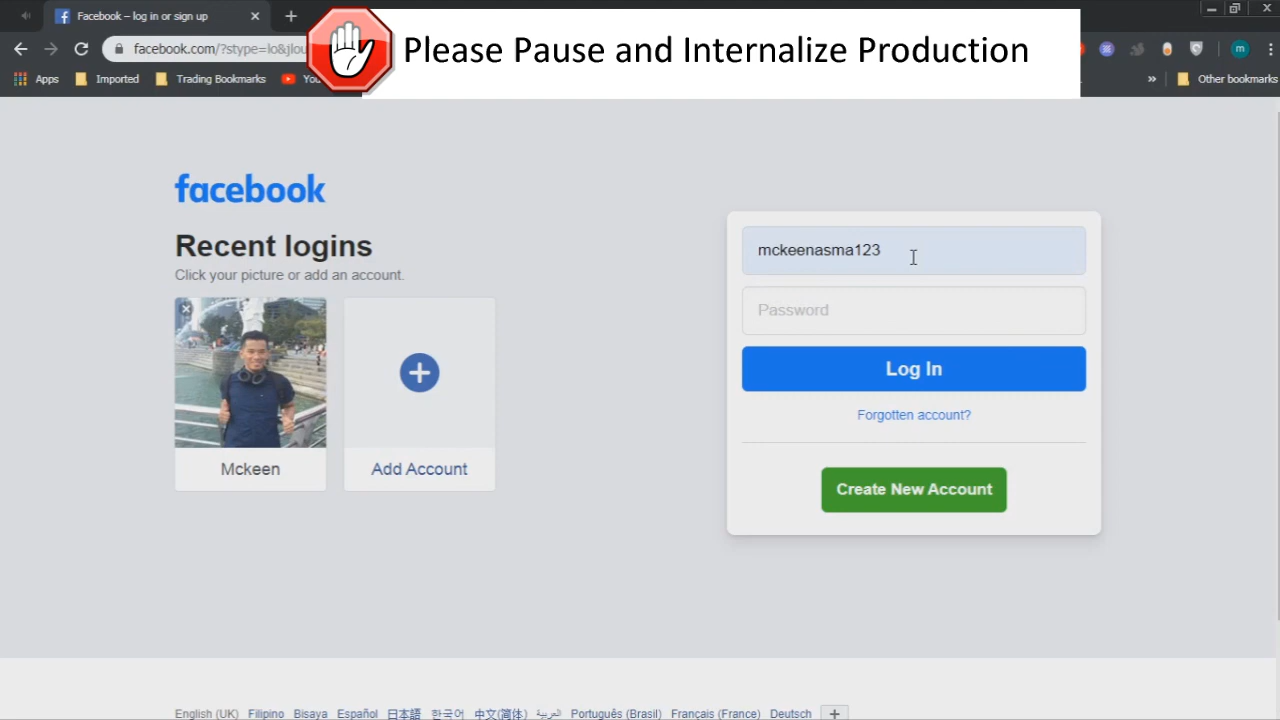 Facebook – log in or sign up
Please Pause and Internalize Production
facebook.com/?stype=lo&jlou
m
Apps
Imported
Trading Bookmarks
You
»
Other bookmarks
facebook
Recent logins
Click your picture or add an account.
Mckeen
Add Account
mckeenasma123
Password
Log In
Forgotten account?
Create New Account
English (UK) Filipino Bisaya Español 日本語 한국어 中文(简体) العربية Português (Brasil) Français (France) Deutsch